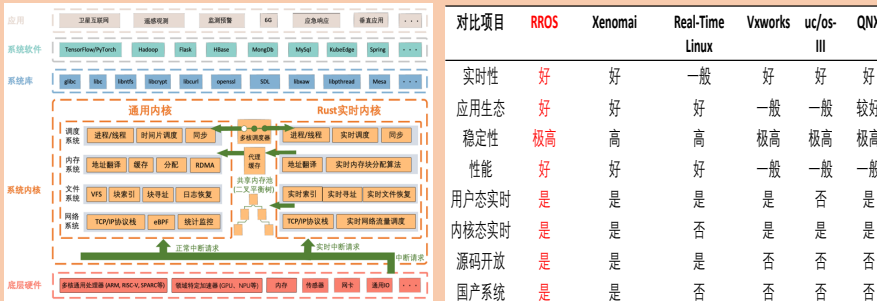 应用
卫星互联网 遥感观测 监测预警 6G 应急响应 垂直应用 ...
系统软件
TensorFlow/PyTorch Hadoop Flask HBase MongDb MySql KubeEdge Spring ...
系统库
glibc libc libntfs libcrypt libcurl openssl SDL libxaw libpthread Mesa ...
系统内核
通用内核 Rust实时内核
调度系统 进程/线程 时间片调度 同步 多核调度器 进程/线程 实时调度 同步
内存系统 地址翻译 缓存 分配 RDMA 代理缓存 地址翻译 实时内存块分配算法
共享内存池
(二叉平衡树)
文件系统 VFS 块索引 块寻址 日志恢复 实时索引 实时寻址 实时文件恢复
网络系统 TCP/IP协议栈 eBPF 统计监控 TCP/IP协议栈 实时网络流量调度
正常中断请求 实时中断请求
中断请求
底层硬件
多核通用处理器 (ARM, RISC-V, SPARC等) 领域特定加速器 (GPU、NPU等) 内存 传感器 网卡 通用IO ...
对比项目 RROS Xenomai Real-Time Linux Vxworks uc/os-III QNX
实时性 好 好 一般 好 好 好
应用生态 好 好 好 一般 一般 较好
稳定性 极高 高 高 极高 极高 极高
性能 好 好 好 一般 一般 一般
用户态实时 是 是 是 是 否 是
内核态实时 是 是 否 是 是 是
源码开放 是 是 是 否 否 否
国产系统 是 是 否 否 否 否